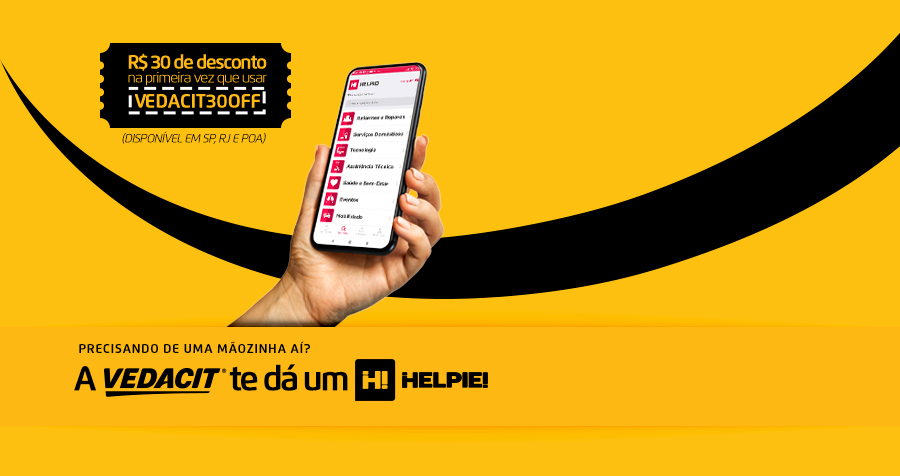 R$ 30 de desconto
na primeira vez que usar
VEDACIT30OFF
(DISPONÍVEL EM SP, RJ E POA)
H!
Reformas e Reparos
Serviços Domésticos
Tecnologia
Assistência Técnica
Saúde e Bem-Estar
Eventos
Mobilidade
PRECISANDO DE UMA MÃOZINHA AÍ?
A VEDACIT® te dá um H! HELPIE!